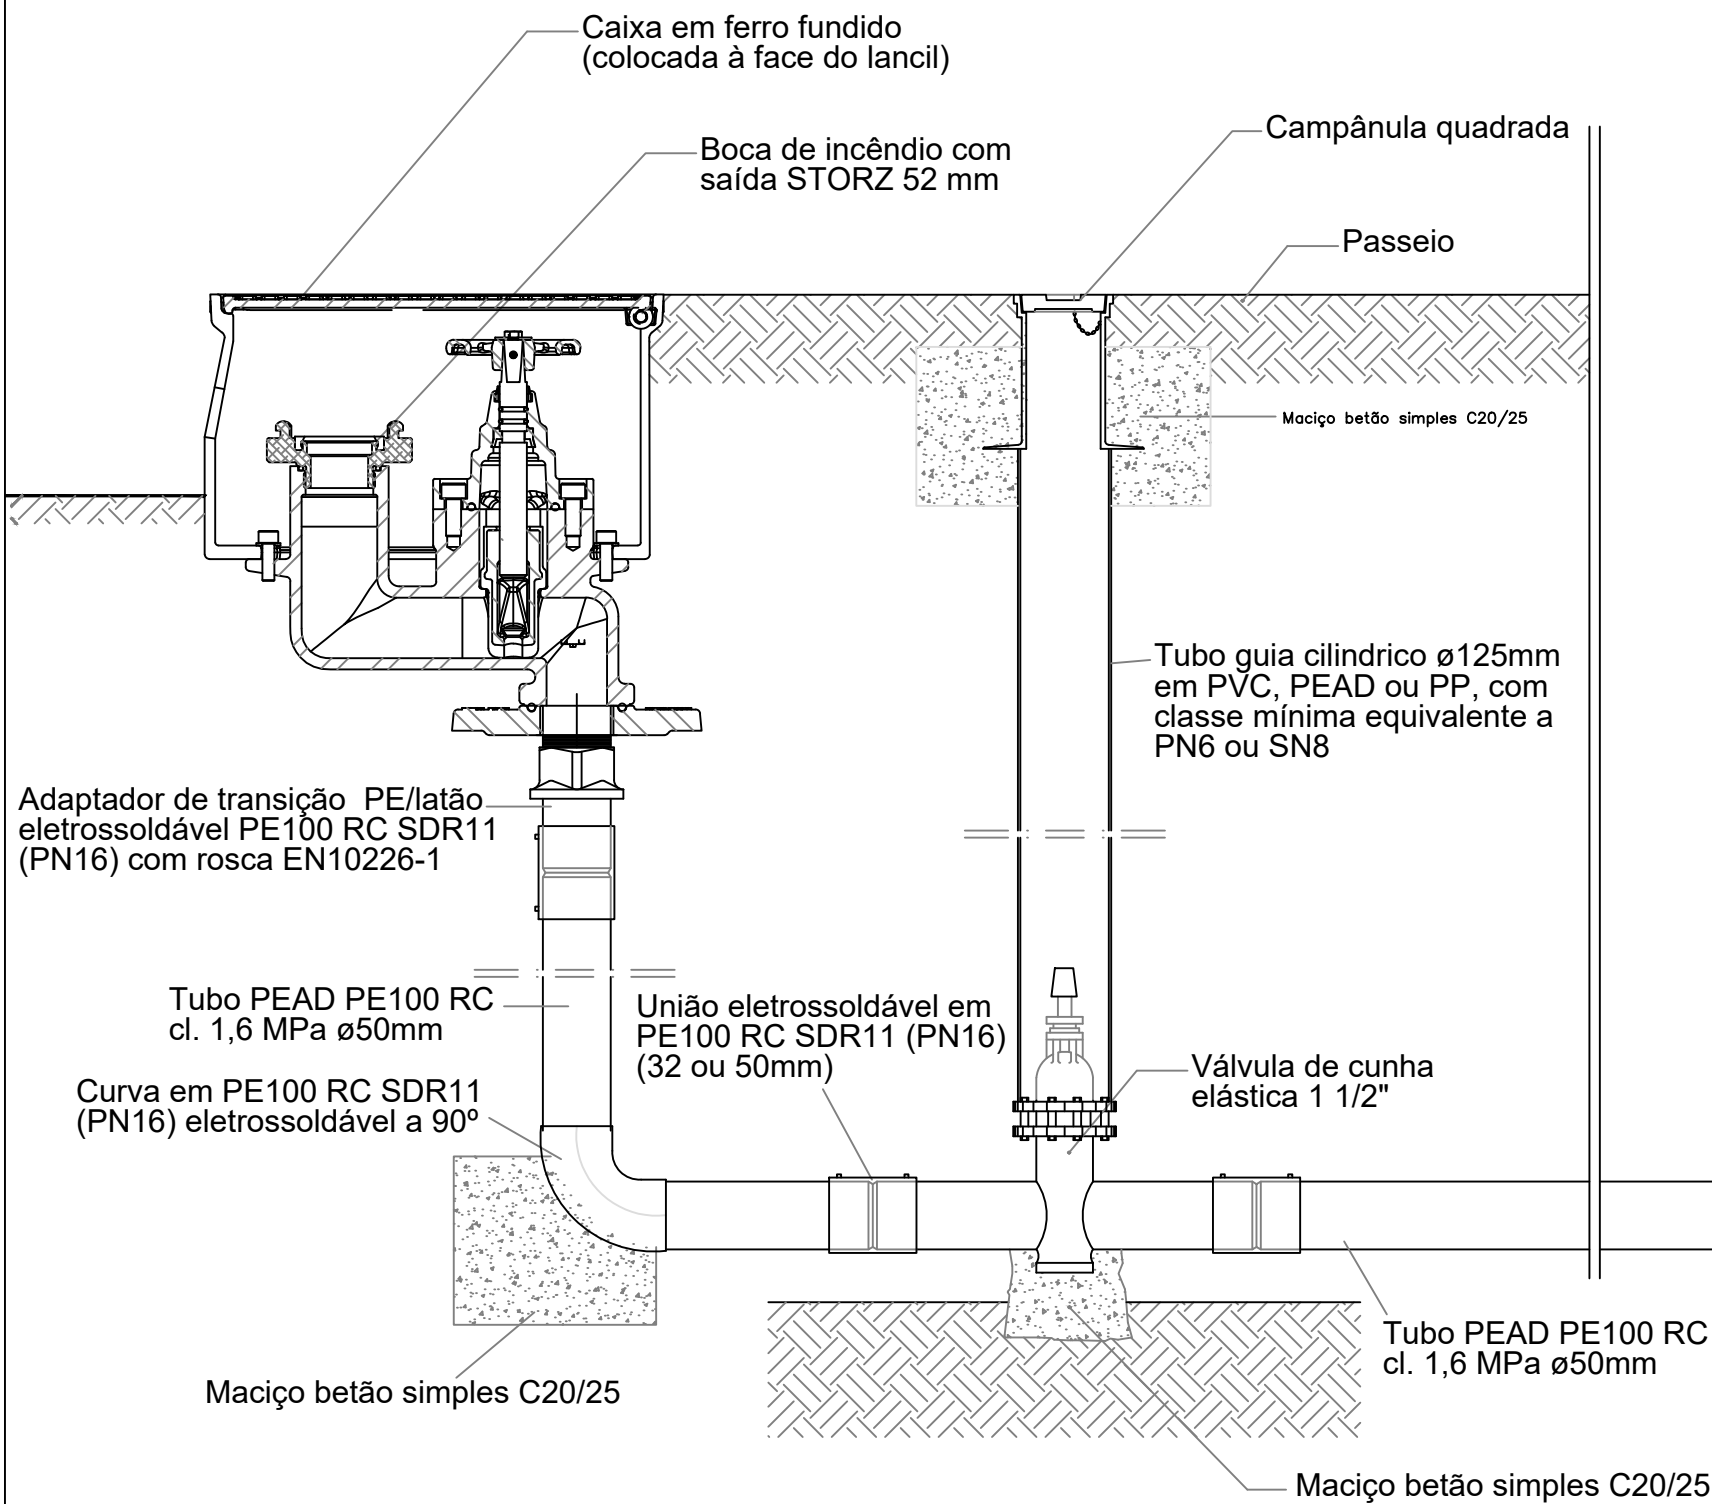 Caixa em ferro fundido
(colocada à face do lancil)
Campânula quadrada
Boca de incêndio com
saída STORZ 52 mm
Passeio
Maciço betão simples C20/25
Tubo guia cilindrico ø125mm
em PVC, PEAD ou PP, com
classe mínima equivalente a
PN6 ou SN8
Adaptador de transição  PE/latão
eletrossoldável PE100 RC SDR11
(PN16) com rosca EN10226-1
Tubo PEAD PE100 RC
cl. 1,6 MPa ø50mm
União eletrossoldável em
PE100 RC SDR11 (PN16)
(32 ou 50mm)
Válvula de cunha
elástica 1 1/2"
Curva em PE100 RC SDR11
(PN16) eletrossoldável a 90º
Tubo PEAD PE100 RC
cl. 1,6 MPa ø50mm
Maciço betão simples C20/25
Maciço betão simples C20/25